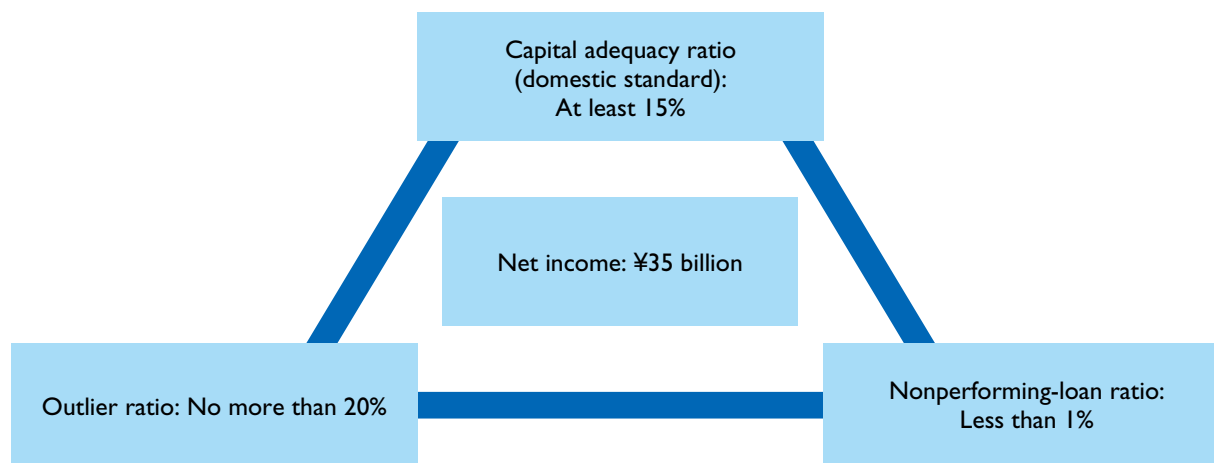 Capital adequacy ratio
(domestic standard):
At least 15%
Net income: ¥35 billion
Outlier ratio: No more than 20%
Nonperforming-loan ratio:
Less than 1%